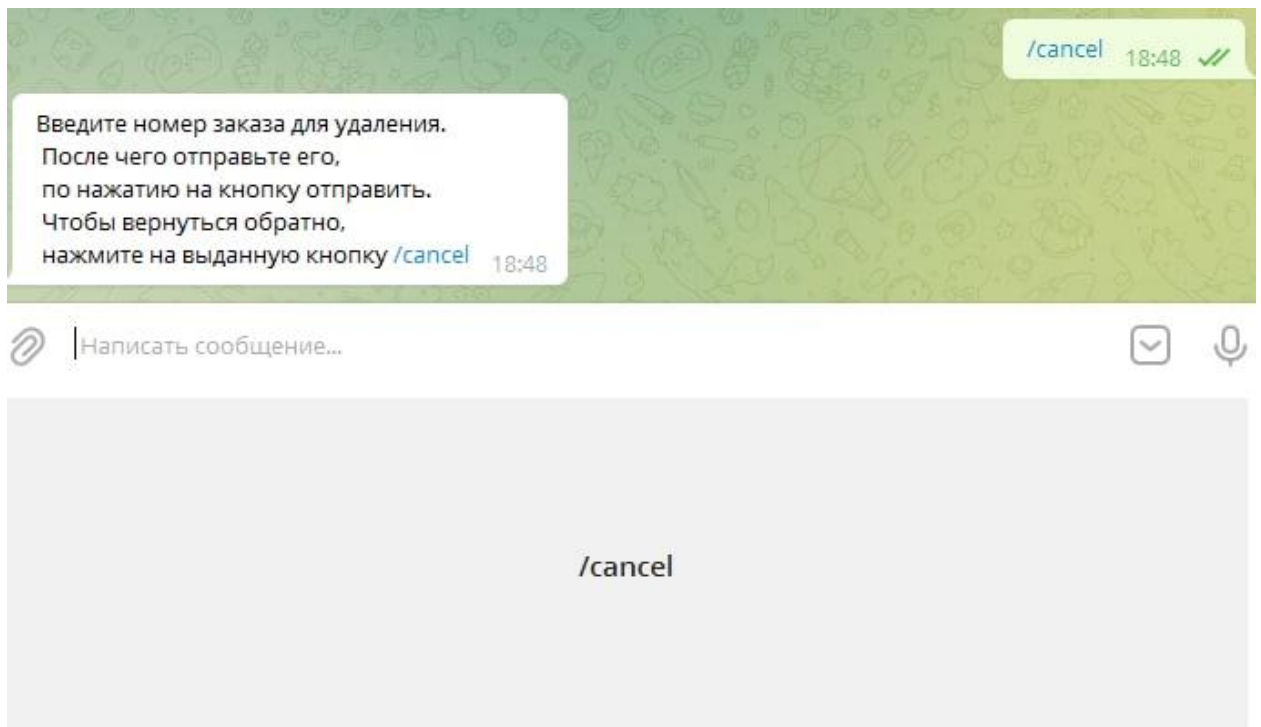 /cancel 18:48
Введите номер заказа для удаления.
После чего отправьте его,
по нажатию на кнопку отправить.
Чтобы вернуться обратно,
нажмите на выданную кнопку /cancel 18:48
Написать сообщение...
/cancel